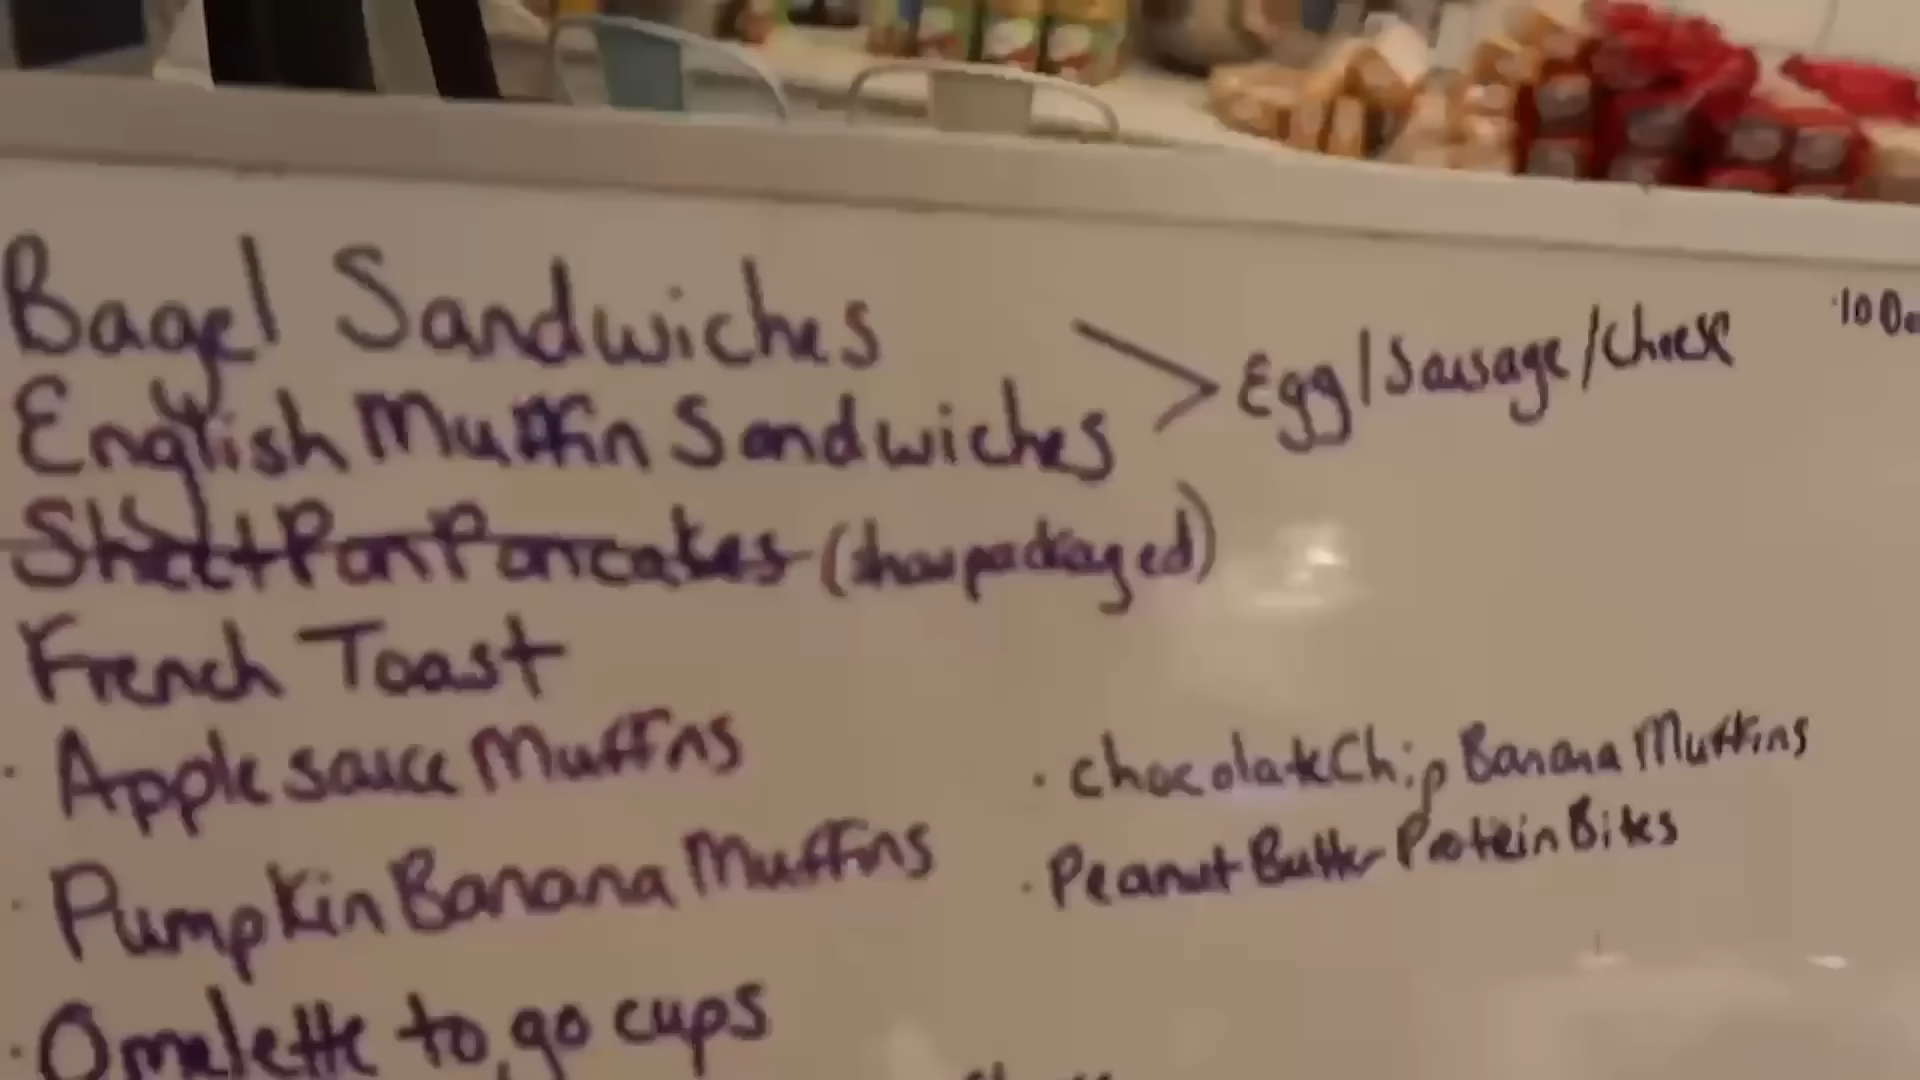 Bagel Sandwiches
English Muffin Sandwiches
Egg/Sausage/Cheese
Sheet Pan Pancakes (show packaged)
French Toast
· Applesauce Muffins
· Pumpkin Banana Muffins
· Omelette to go cups
· Chocolate Chip Banana Muffins
· Peanut Butter Protein Bites